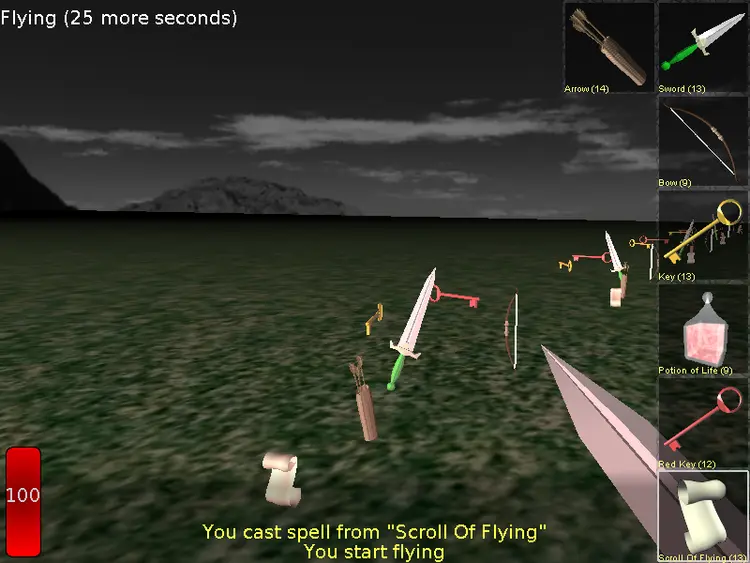 Flying (25 more seconds)
Arrow (14)
Sword (13)
Bow (9)
Key (13)
Potion of Life (9)
Red Key (12)
Scroll Of Flying (13)
100
You cast spell from "Scroll Of Flying"
You start flying